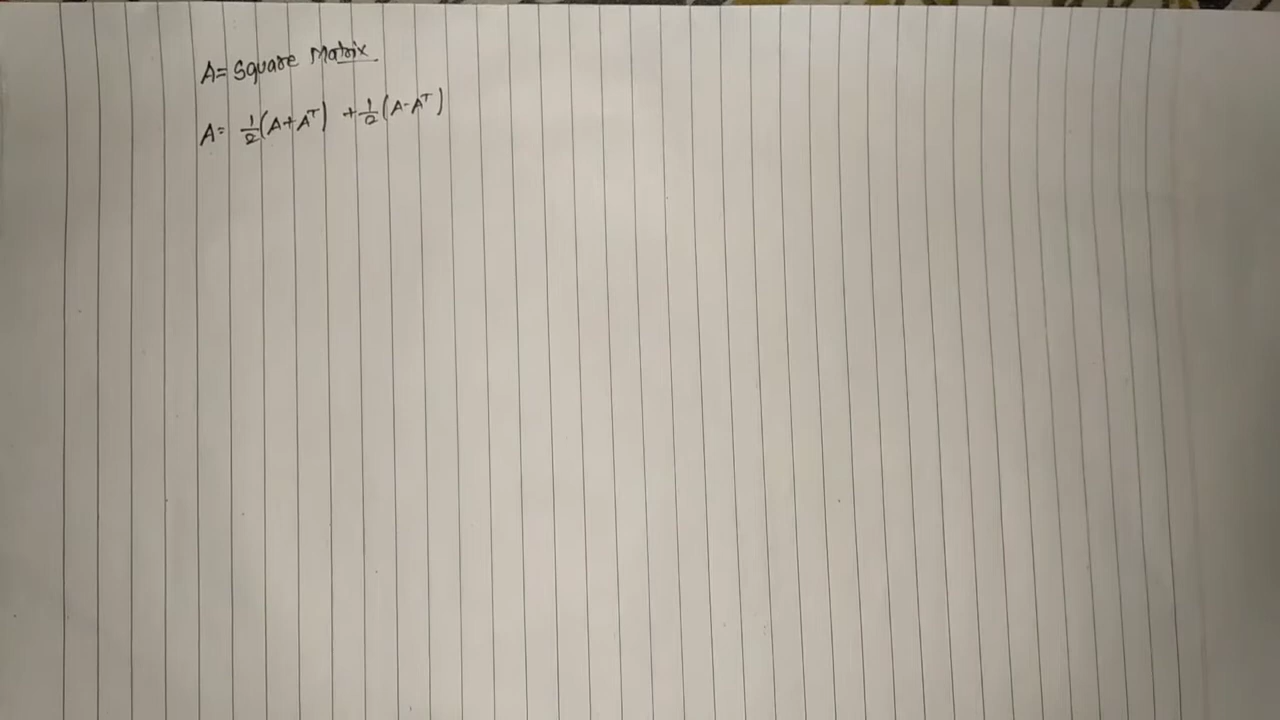 A= Square Matrix
A= 1/2(A+Aᵀ) + 1/2(A-Aᵀ)